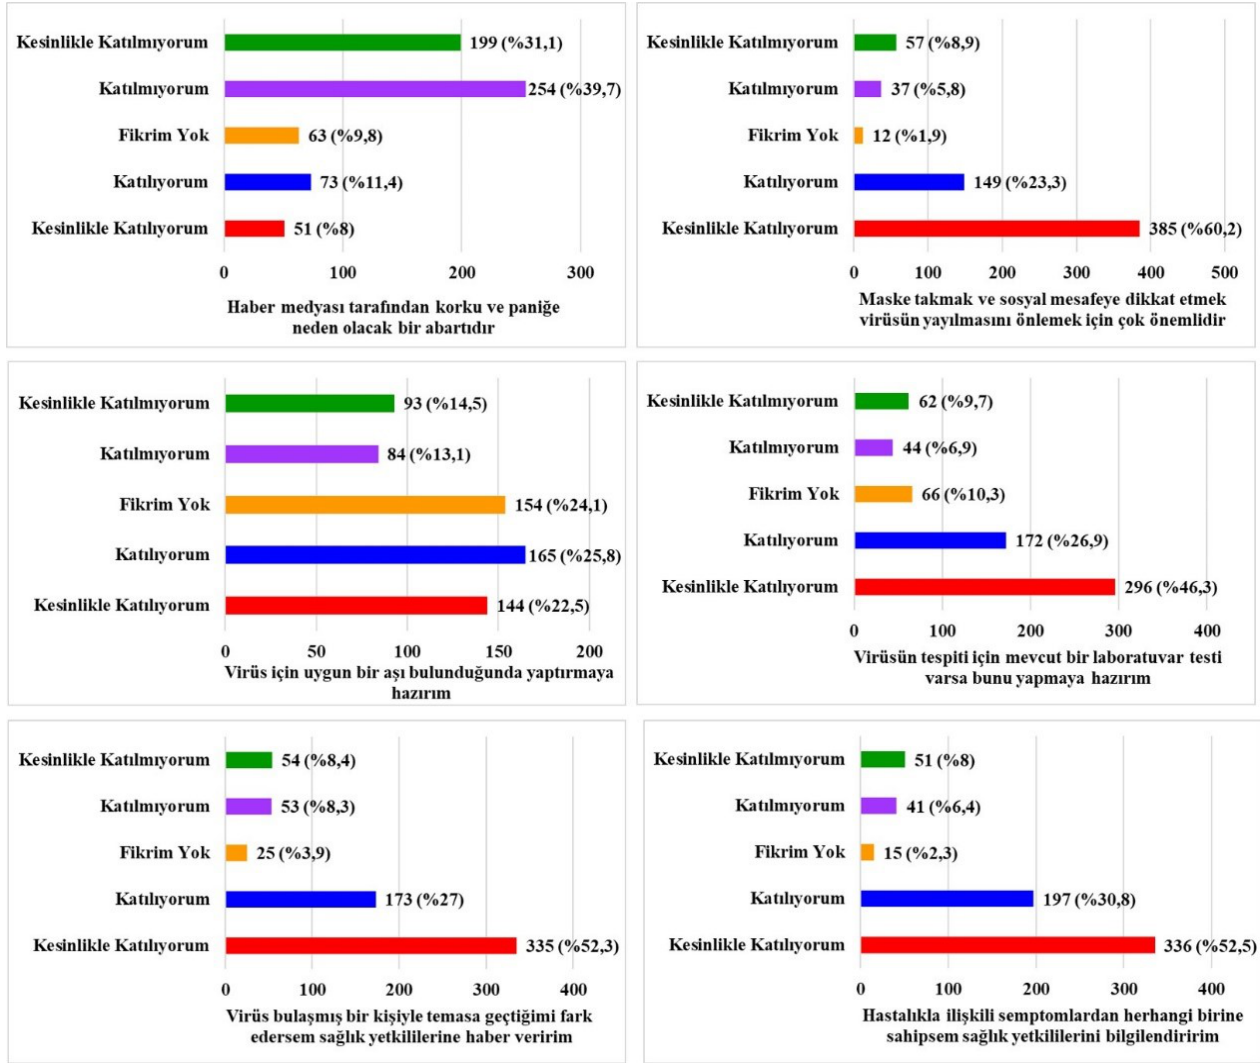 Kesinlikle Katılmıyorum 199 (%31,1)
Katılmıyorum 254 (%39,7)
Fikrim Yok 63 (%9,8)
Katılıyorum 73 (%11,4)
Kesinlikle Katılıyorum 51 (%8)
0 100 200 300
Haber medyası tarafından korku ve paniğe
neden olacak bir abartıdır
Kesinlikle Katılmıyorum 57 (%8,9)
Katılmıyorum 37 (%5,8)
Fikrim Yok 12 (%1,9)
Katılıyorum 149 (%23,3)
Kesinlikle Katılıyorum 385 (%60,2)
0 100 200 300 400 500
Maske takmak ve sosyal mesafeye dikkat etmek
virüsün yayılmasını önlemek için çok önemlidir
Kesinlikle Katılmıyorum 93 (%14,5)
Katılmıyorum 84 (%13,1)
Fikrim Yok 154 (%24,1)
Katılıyorum 165 (%25,8)
Kesinlikle Katılıyorum 144 (%22,5)
0 50 100 150 200
Virüs için uygun bir aşı bulunduğunda yaptırmaya
hazırım
Kesinlikle Katılmıyorum 62 (%9,7)
Katılmıyorum 44 (%6,9)
Fikrim Yok 66 (%10,3)
Katılıyorum 172 (%26,9)
Kesinlikle Katılıyorum 296 (%46,3)
0 100 200 300 400
Virüsün tespiti için mevcut bir laboratuvar testi
varsa bunu yapmaya hazırım
Kesinlikle Katılmıyorum 54 (%8,4)
Katılmıyorum 53 (%8,3)
Fikrim Yok 25 (%3,9)
Katılıyorum 173 (%27)
Kesinlikle Katılıyorum 335 (%52,3)
0 100 200 300 400
Virüs bulaşmış bir kişiyle temasa geçtiğimi fark
edersem sağlık yetkililerine haber veririm
Kesinlikle Katılmıyorum 51 (%8)
Katılmıyorum 41 (%6,4)
Fikrim Yok 15 (%2,3)
Katılıyorum 197 (%30,8)
Kesinlikle Katılıyorum 336 (%52,5)
0 100 200 300 400
Hastalıkla ilişkili semptomlardan herhangi birine
sahipsem sağlık yetkililerini bilgilendiririm